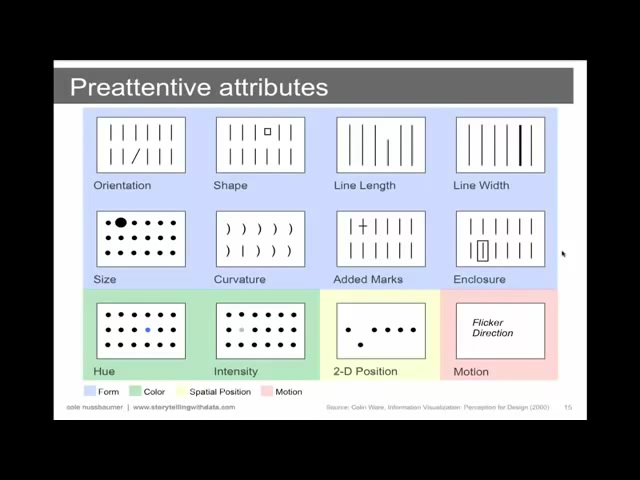 Preattentive attributes
Orientation
Shape
Line Length
Line Width
Size
Curvature
Added Marks
Enclosure
Hue
Intensity
2-D Position
Flicker
Direction
Motion
Form
Color
Spatial Position
Motion
cole nussbaumer | www.storytellingwithdata.com
Source: Colin Ware, Information Visualization: Perception for Design (2000)
15